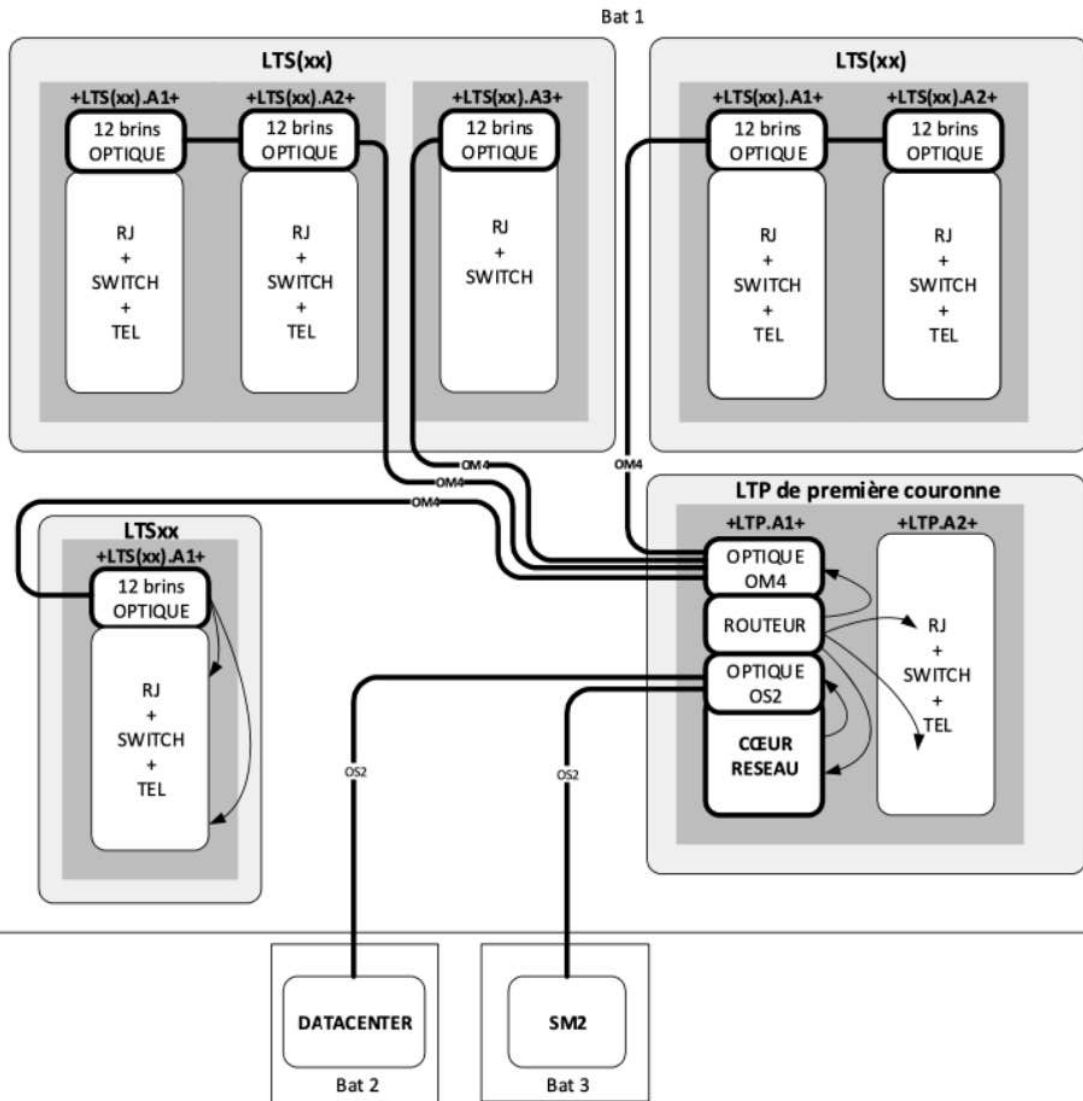 Bat 1
LTS(xx)
+LTS(xx).A1+
12 brins
OPTIQUE
RJ
+
SWITCH
+
TEL
+LTS(xx).A2+
12 brins
OPTIQUE
RJ
+
SWITCH
+
TEL
+LTS(xx).A3+
12 brins
OPTIQUE
RJ
+
SWITCH
LTS(xx)
+LTS(xx).A1+
12 brins
OPTIQUE
RJ
+
SWITCH
+
TEL
+LTS(xx).A2+
12 brins
OPTIQUE
RJ
+
SWITCH
+
TEL
OM4
OM4
OM4
OM4
LTSxx
+LTS(xx).A1+
12 brins
OPTIQUE
RJ
+
SWITCH
+
TEL
LTP de première couronne
+LTP.A1+
OPTIQUE
OM4
ROUTEUR
OPTIQUE
OS2
CŒUR
RESEAU
+LTP.A2+
RJ
+
SWITCH
+
TEL
OS2
OS2
DATACENTER
Bat 2
SM2
Bat 3